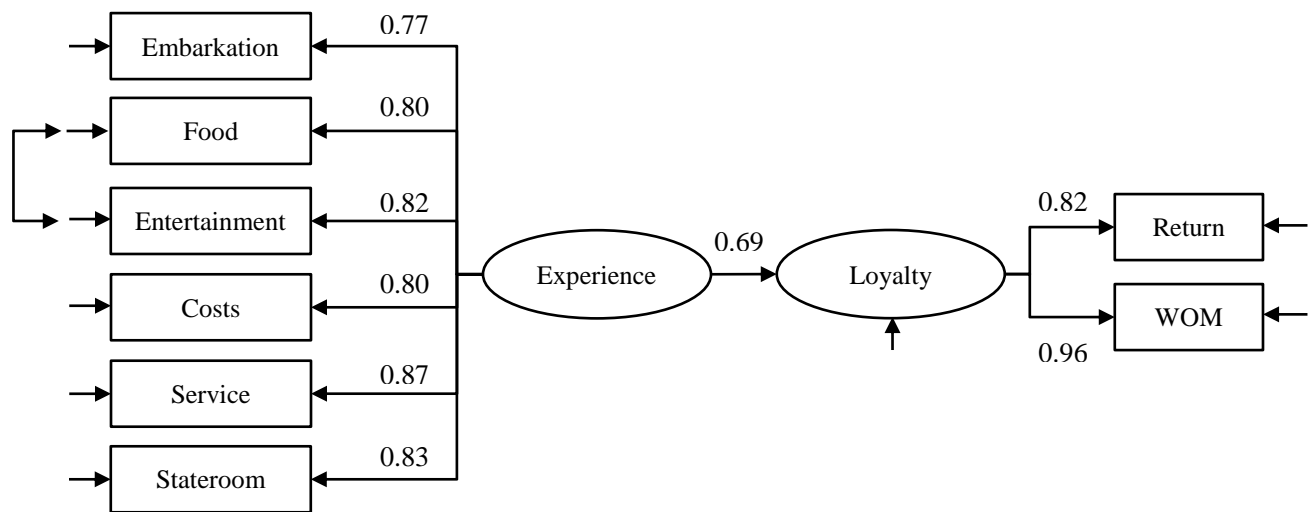 0.77
Embarkation
0.80
Food
0.82
Entertainment
0.80
Costs
0.87
Service
0.83
Stateroom
Experience
0.69
Loyalty
0.82
Return
WOM
0.96